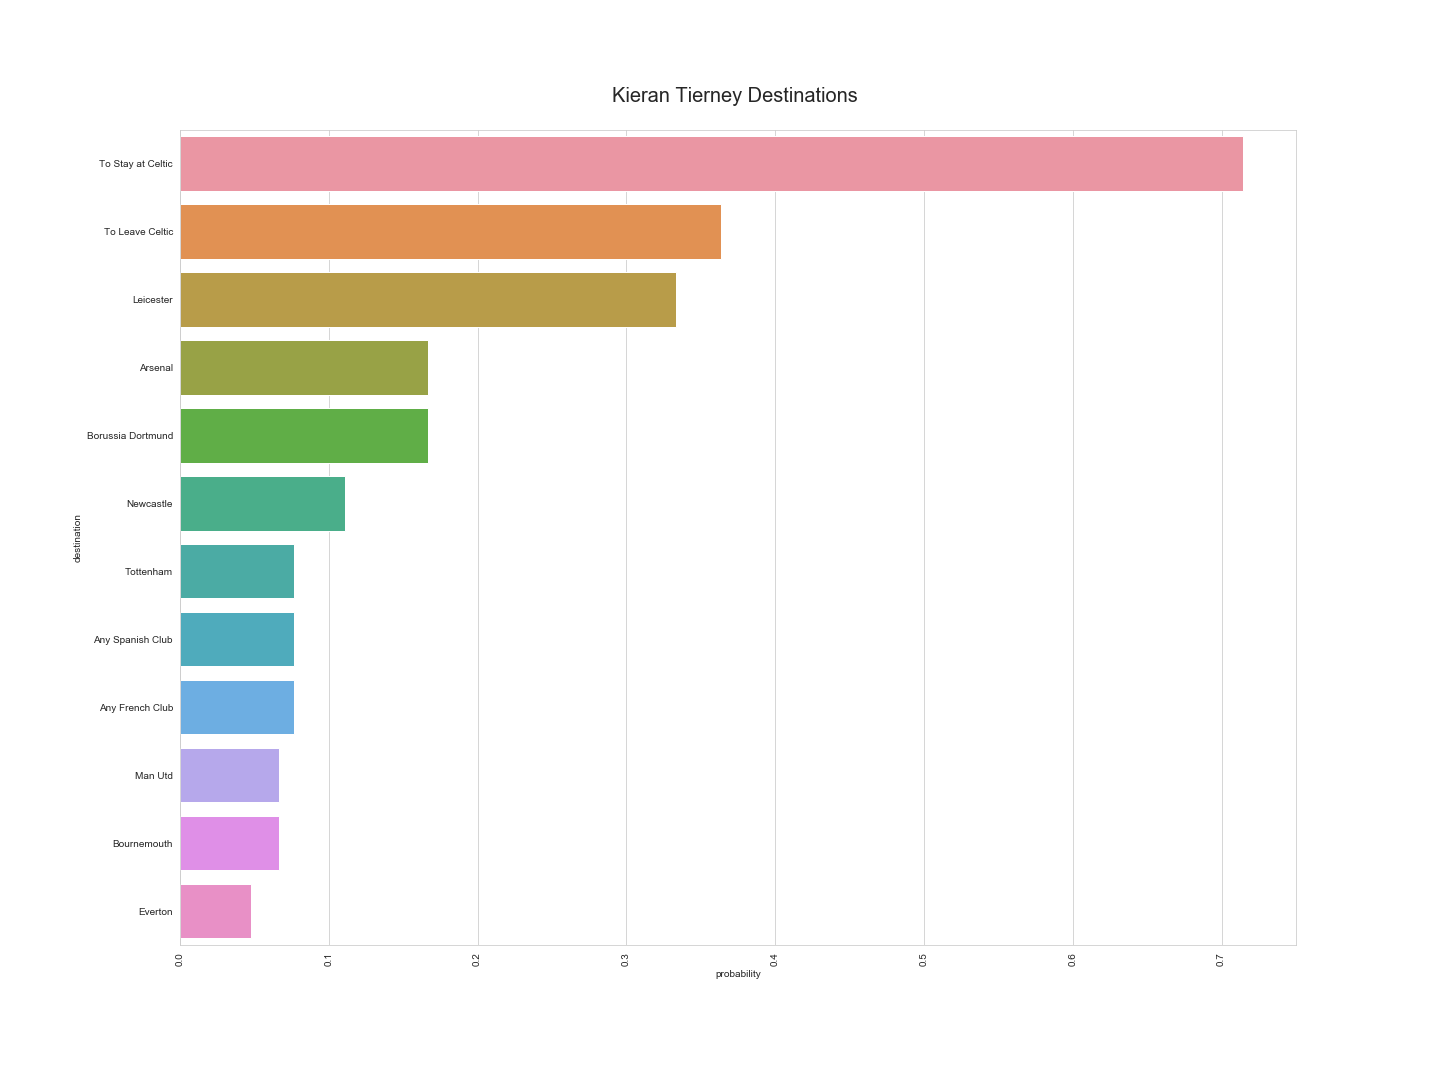 Kieran Tierney Destinations
destination
To Stay at Celtic
To Leave Celtic
Leicester
Arsenal
Borussia Dortmund
Newcastle
Tottenham
Any Spanish Club
Any French Club
Man Utd
Bournemouth
Everton
0.0
0.1
0.2
0.3
0.4
0.5
0.6
0.7
probability